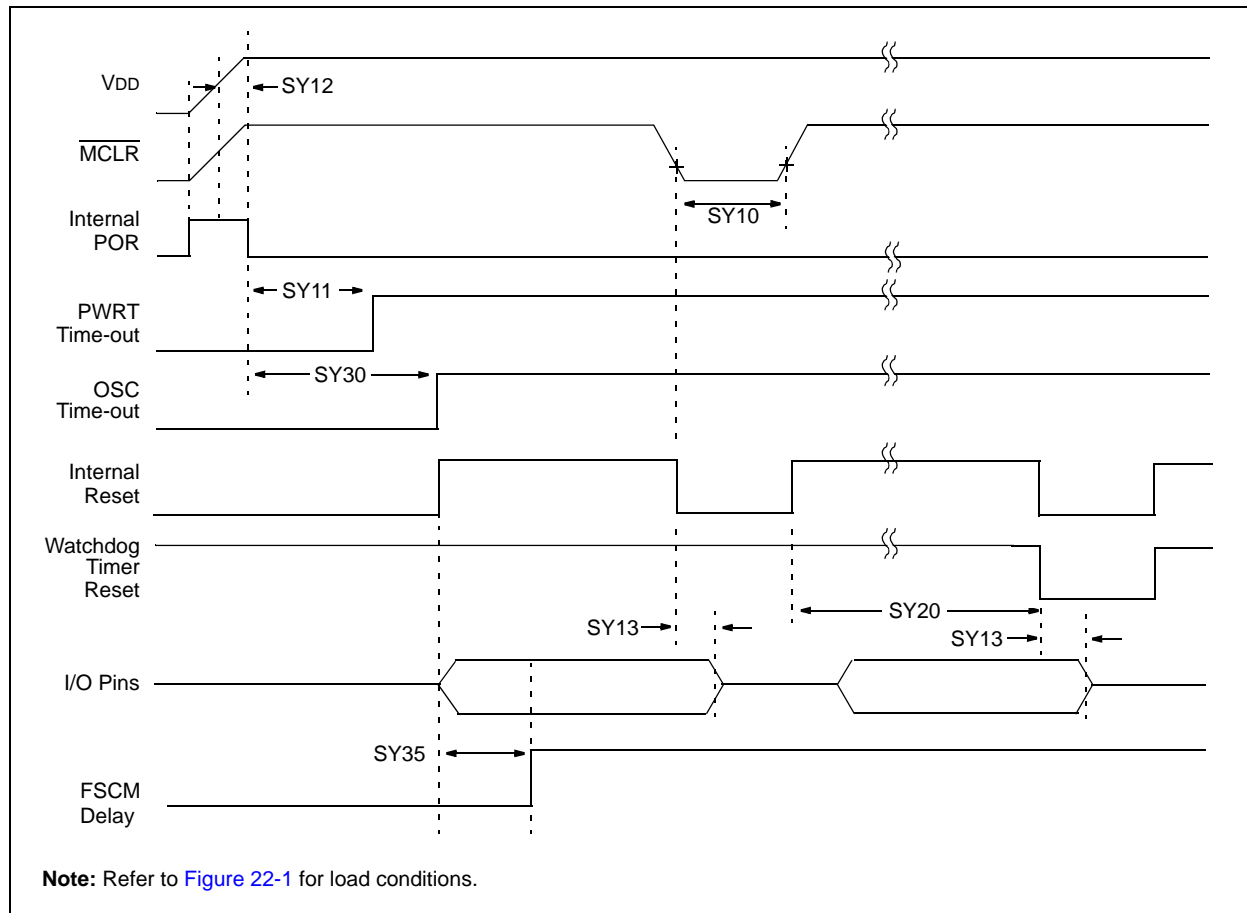 VDD
SY12
MCLR
SY10
Internal
POR
SY11
PWRT
Time-out
SY30
OSC
Time-out
Internal
Reset
Watchdog
Timer
Reset
SY20
SY13
SY13
I/O Pins
SY35
FSCM
Delay
Note: Refer to Figure 22-1 for load conditions.